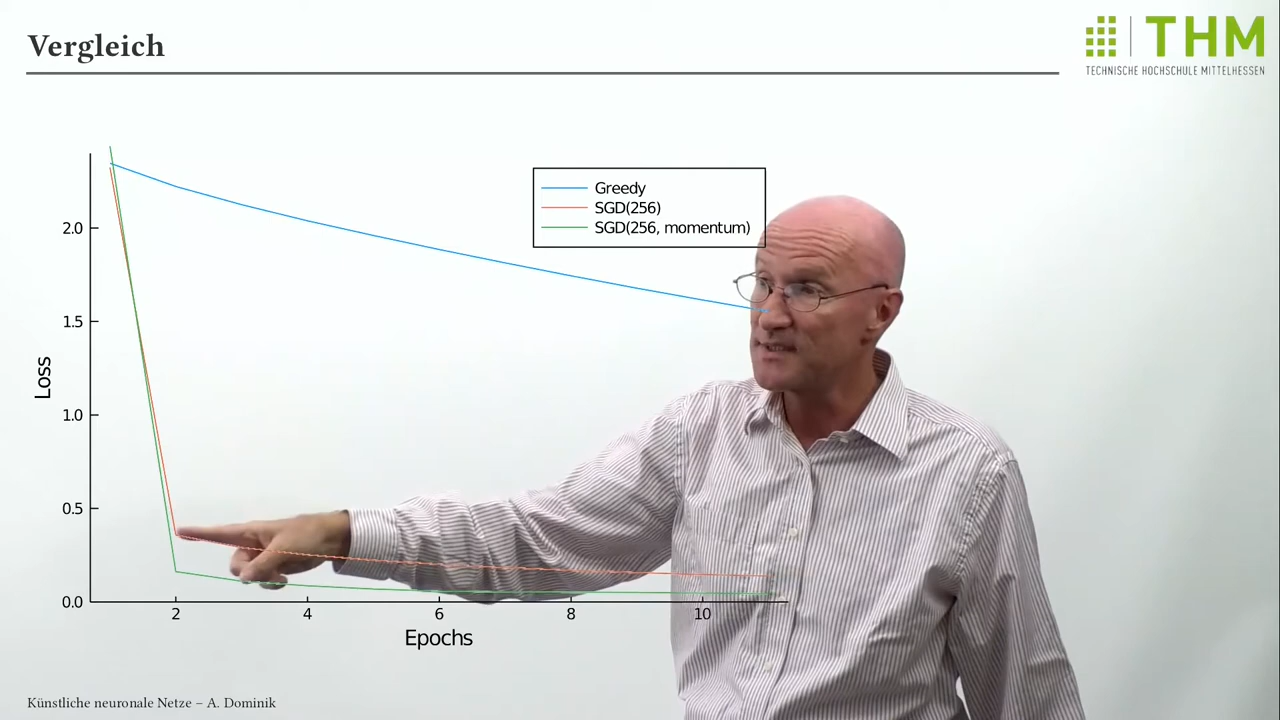 Vergleich
THM
TECHNISCHE HOCHSCHULE MITTELHESSEN
Greedy
SGD(256)
SGD(256, momentum)
2.0
1.5
1.0
0.5
0.0
Loss
2 4 6 8 10
Epochs
Künstliche neuronale Netze – A. Dominik